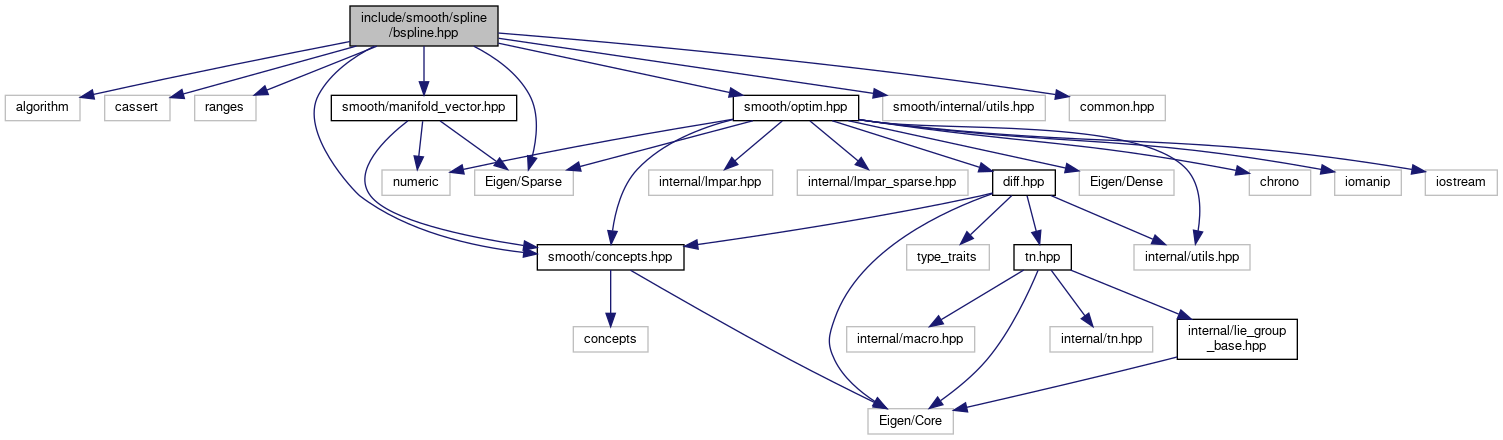 include/smooth/spline
/bspline.hpp
algorithm
cassert
ranges
smooth/manifold_vector.hpp
smooth/optim.hpp
smooth/internal/utils.hpp
common.hpp
numeric
Eigen/Sparse
internal/lmpar.hpp
internal/lmpar_sparse.hpp
diff.hpp
Eigen/Dense
chrono
iomanip
iostream
smooth/concepts.hpp
type_traits
tn.hpp
internal/utils.hpp
concepts
internal/macro.hpp
internal/tn.hpp
internal/lie_group
_base.hpp
Eigen/Core